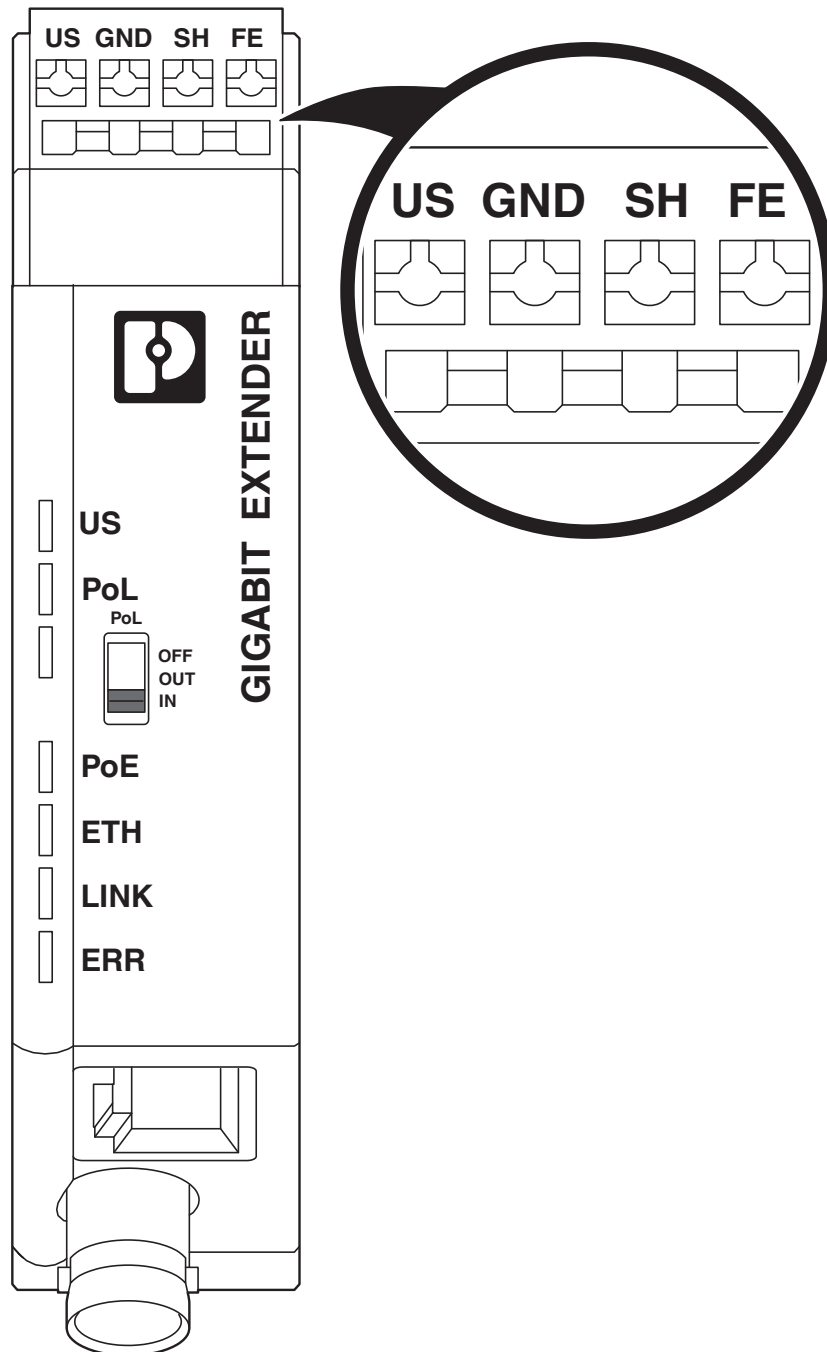 US GND SH FE
US GND SH FE
GIGABIT EXTENDER
US
PoL
PoL
OFF
OUT
IN
PoE
ETH
LINK
ERR